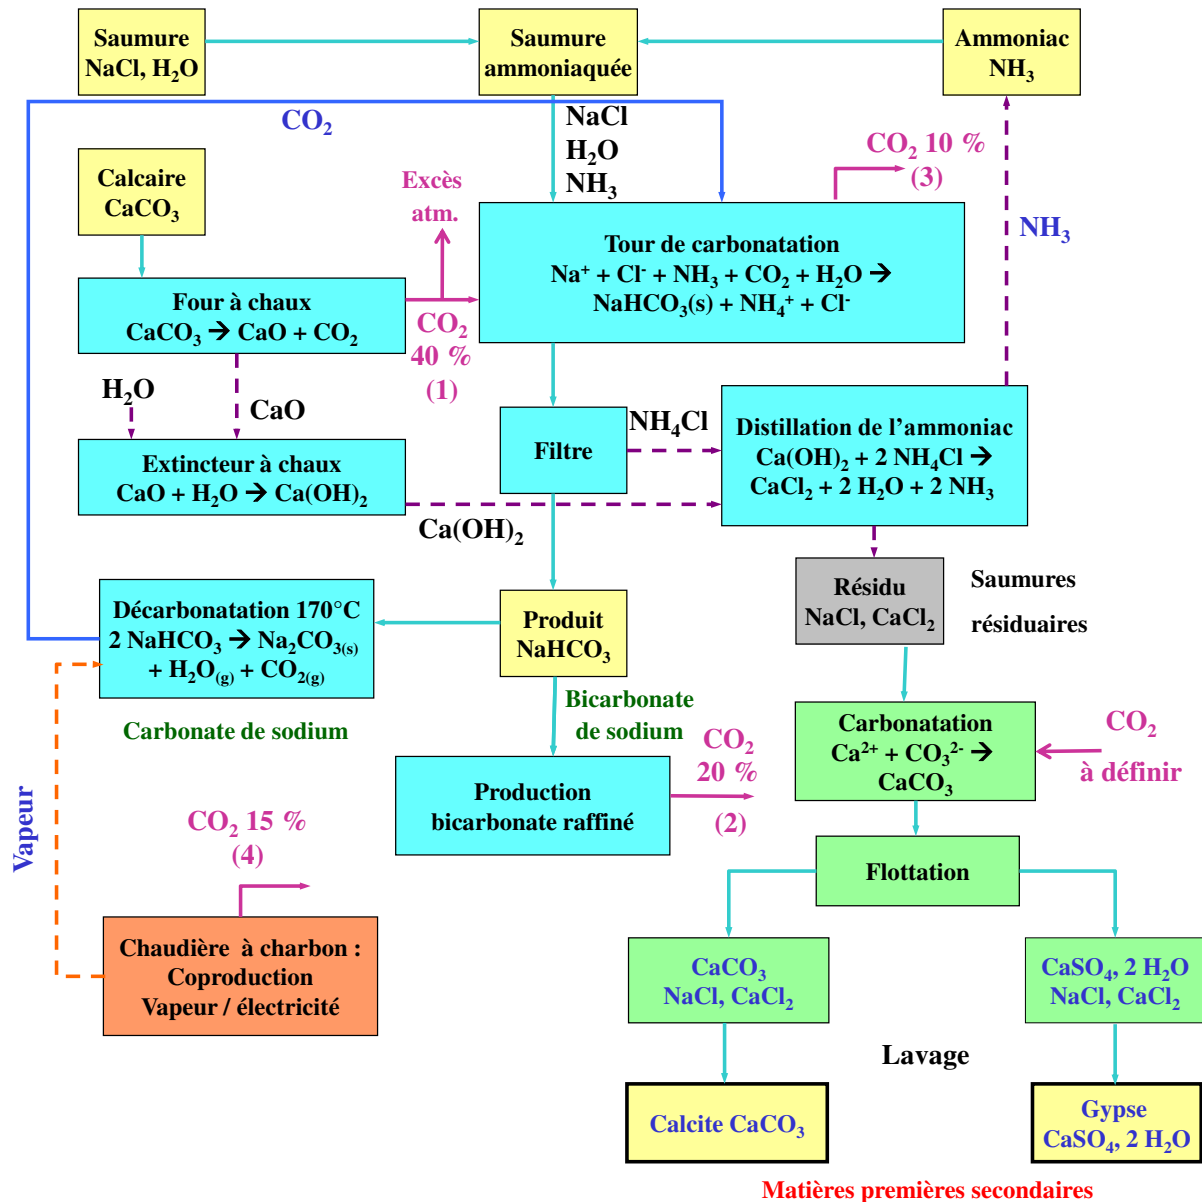 Saumure
NaCl, H₂O
Saumure
ammoniaquée
Ammoniac
NH₃
CO₂
NaCl
H₂O
NH₃
CO₂ 10 %
(3)
Calcaire
CaCO₃
Excès
atm.
NH₃
Tour de carbonatation
Na⁺ + Cl⁻ + NH₃ + CO₂ + H₂O →
NaHCO₃(s) + NH₄⁺ + Cl⁻
Four à chaux
CaCO₃ → CaO + CO₂
CO₂
40 %
(1)
H₂O
CaO
NH₄Cl
Filtre
Distillation de l’ammoniac
Ca(OH)₂ + 2 NH₄Cl →
CaCl₂ + 2 H₂O + 2 NH₃
Extincteur à chaux
CaO + H₂O → Ca(OH)₂
Ca(OH)₂
Résidu
NaCl, CaCl₂
Saumures
résiduaires
Décarbonatation 170°C
2 NaHCO₃ → Na₂CO₃(s)
+ H₂O(g) + CO₂(g)
Produit
NaHCO₃
Carbonate de sodium
Bicarbonate
de sodium
Carbonatation
Ca²⁺ + CO₃²⁻ →
CaCO₃
CO₂
à définir
CO₂
20 %
(2)
Production
bicarbonate raffiné
Vapeur
CO₂ 15 %
(4)
Flottation
Chaudière à charbon :
Coproduction
Vapeur / électricité
CaCO₃
NaCl, CaCl₂
CaSO₄, 2 H₂O
NaCl, CaCl₂
Lavage
Calcite CaCO₃
Gypse
CaSO₄, 2 H₂O
Matières premières secondaires